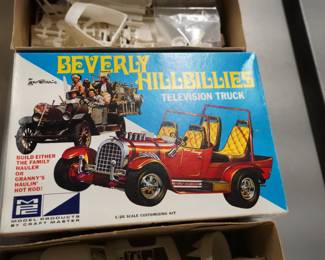 BEVERLY
HILLBILLIES
TELEVISION TRUCK
BUILD EITHER
THE FAMILY
HAULER
OR
GRANNY'S
HAULIN'
HOT ROD!
MPC
MODEL PRODUCTS
BY CRAFT MASTER
1/25 SCALE CUSTOMIZING KIT